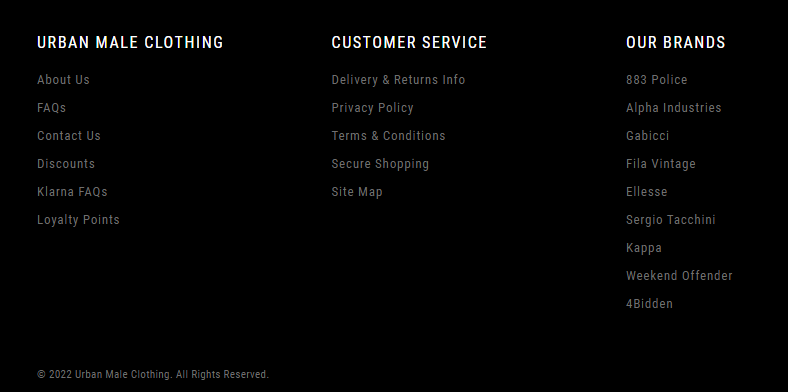 URBAN MALE CLOTHING
About Us
FAQs
Contact Us
Discounts
Klarna FAQs
Loyalty Points
CUSTOMER SERVICE
Delivery & Returns Info
Privacy Policy
Terms & Conditions
Secure Shopping
Site Map
OUR BRANDS
883 Police
Alpha Industries
Gabicci
Fila Vintage
Ellesse
Sergio Tacchini
Kappa
Weekend Offender
4Bidden
© 2022 Urban Male Clothing. All Rights Reserved.